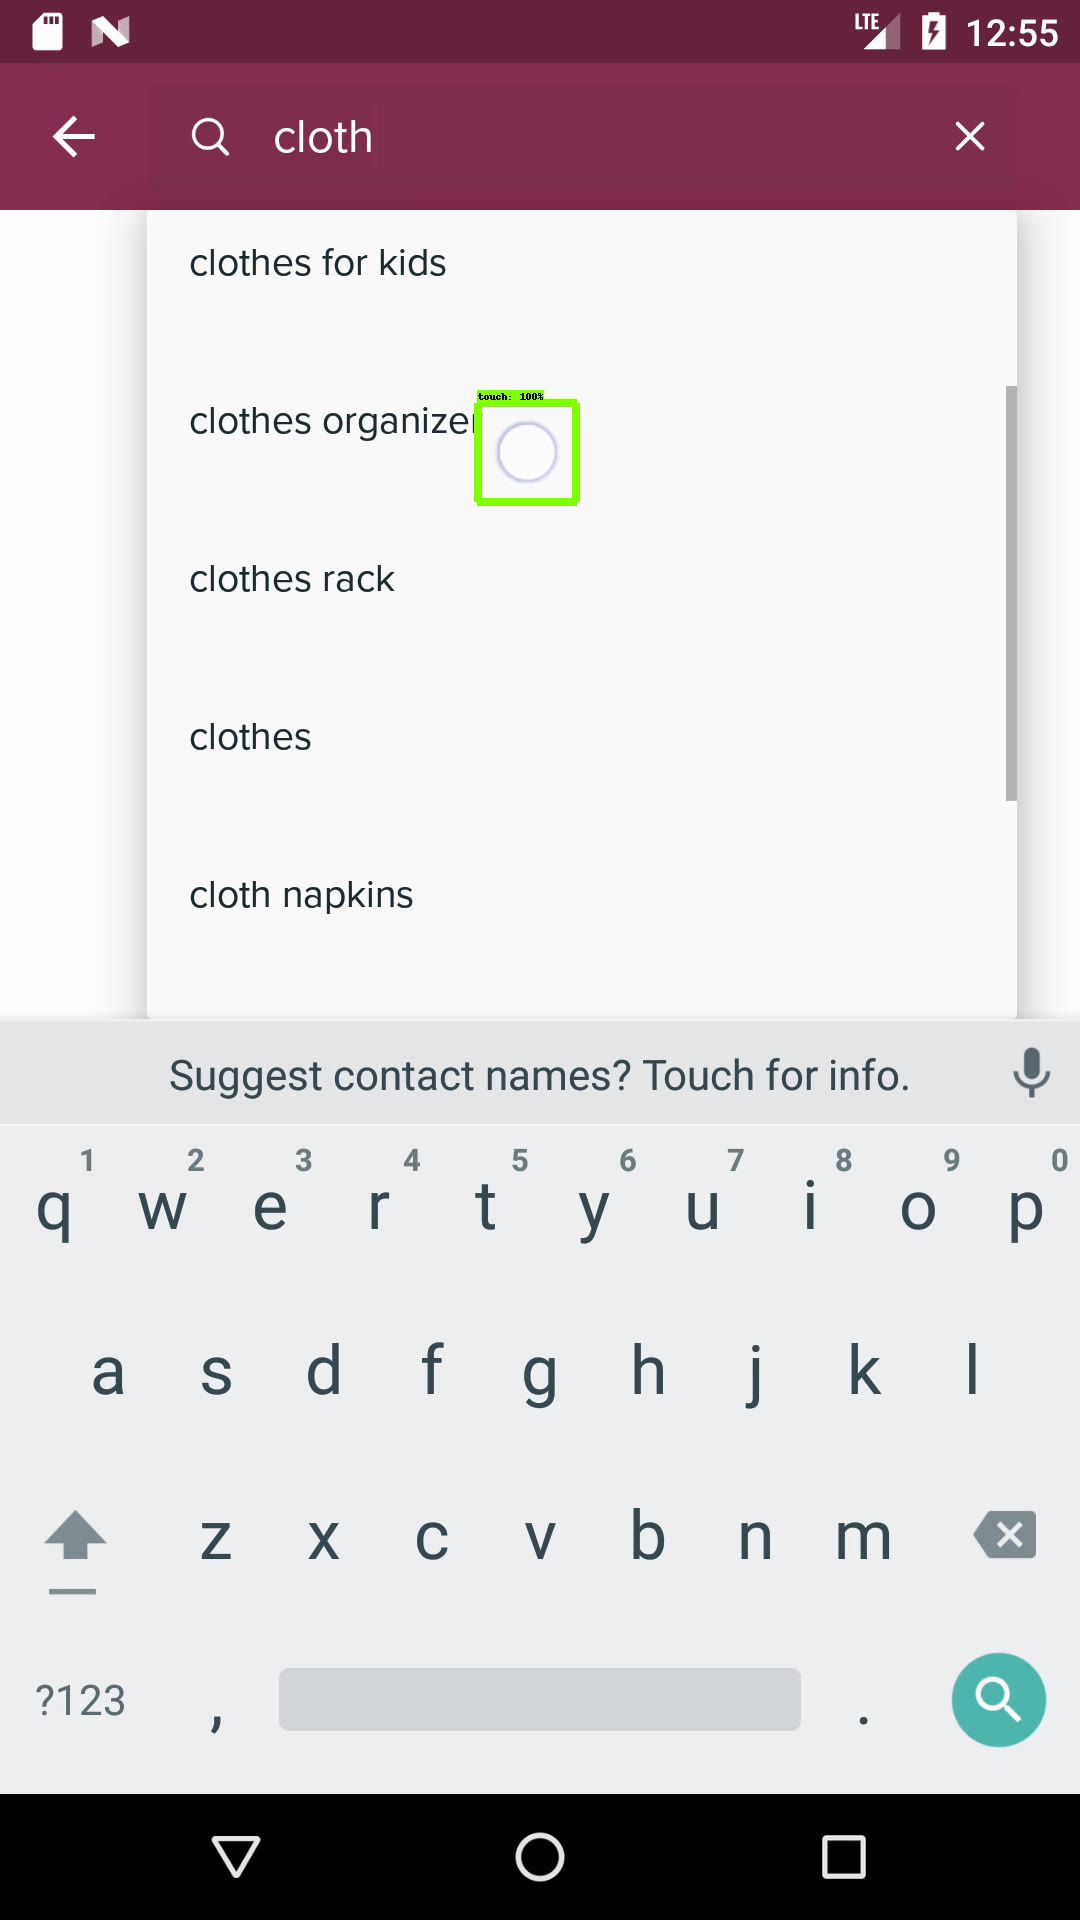 LTE 12:55
cloth
clothes for kids
touch: 100%
clothes organizer
clothes rack
clothes
cloth napkins
Suggest contact names? Touch for info.
1 2 3 4 5 6 7 8 9 0
q w e r t y u i o p
a s d f g h j k l
z x c v b n m
?123 , .